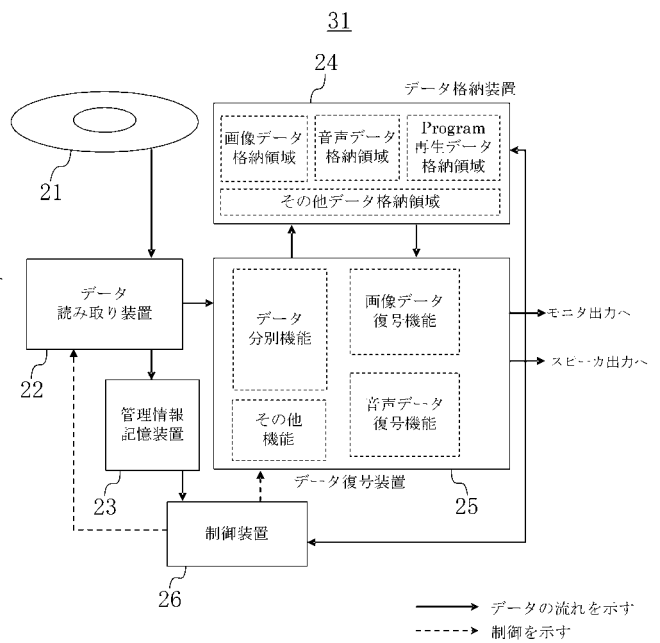 31
24
データ格納装置
画像データ
格納領域
音声データ
格納領域
Program
再生データ
格納領域
その他データ格納領域
21
データ
読み取り装置
22
データ
分別機能
画像データ
復号機能
音声データ
復号機能
その他
機能
モニタ出力へ
スピーカ出力へ
管理情報
記憶装置
23
データ復号装置
25
制御装置
26
データの流れを示す
制御を示す